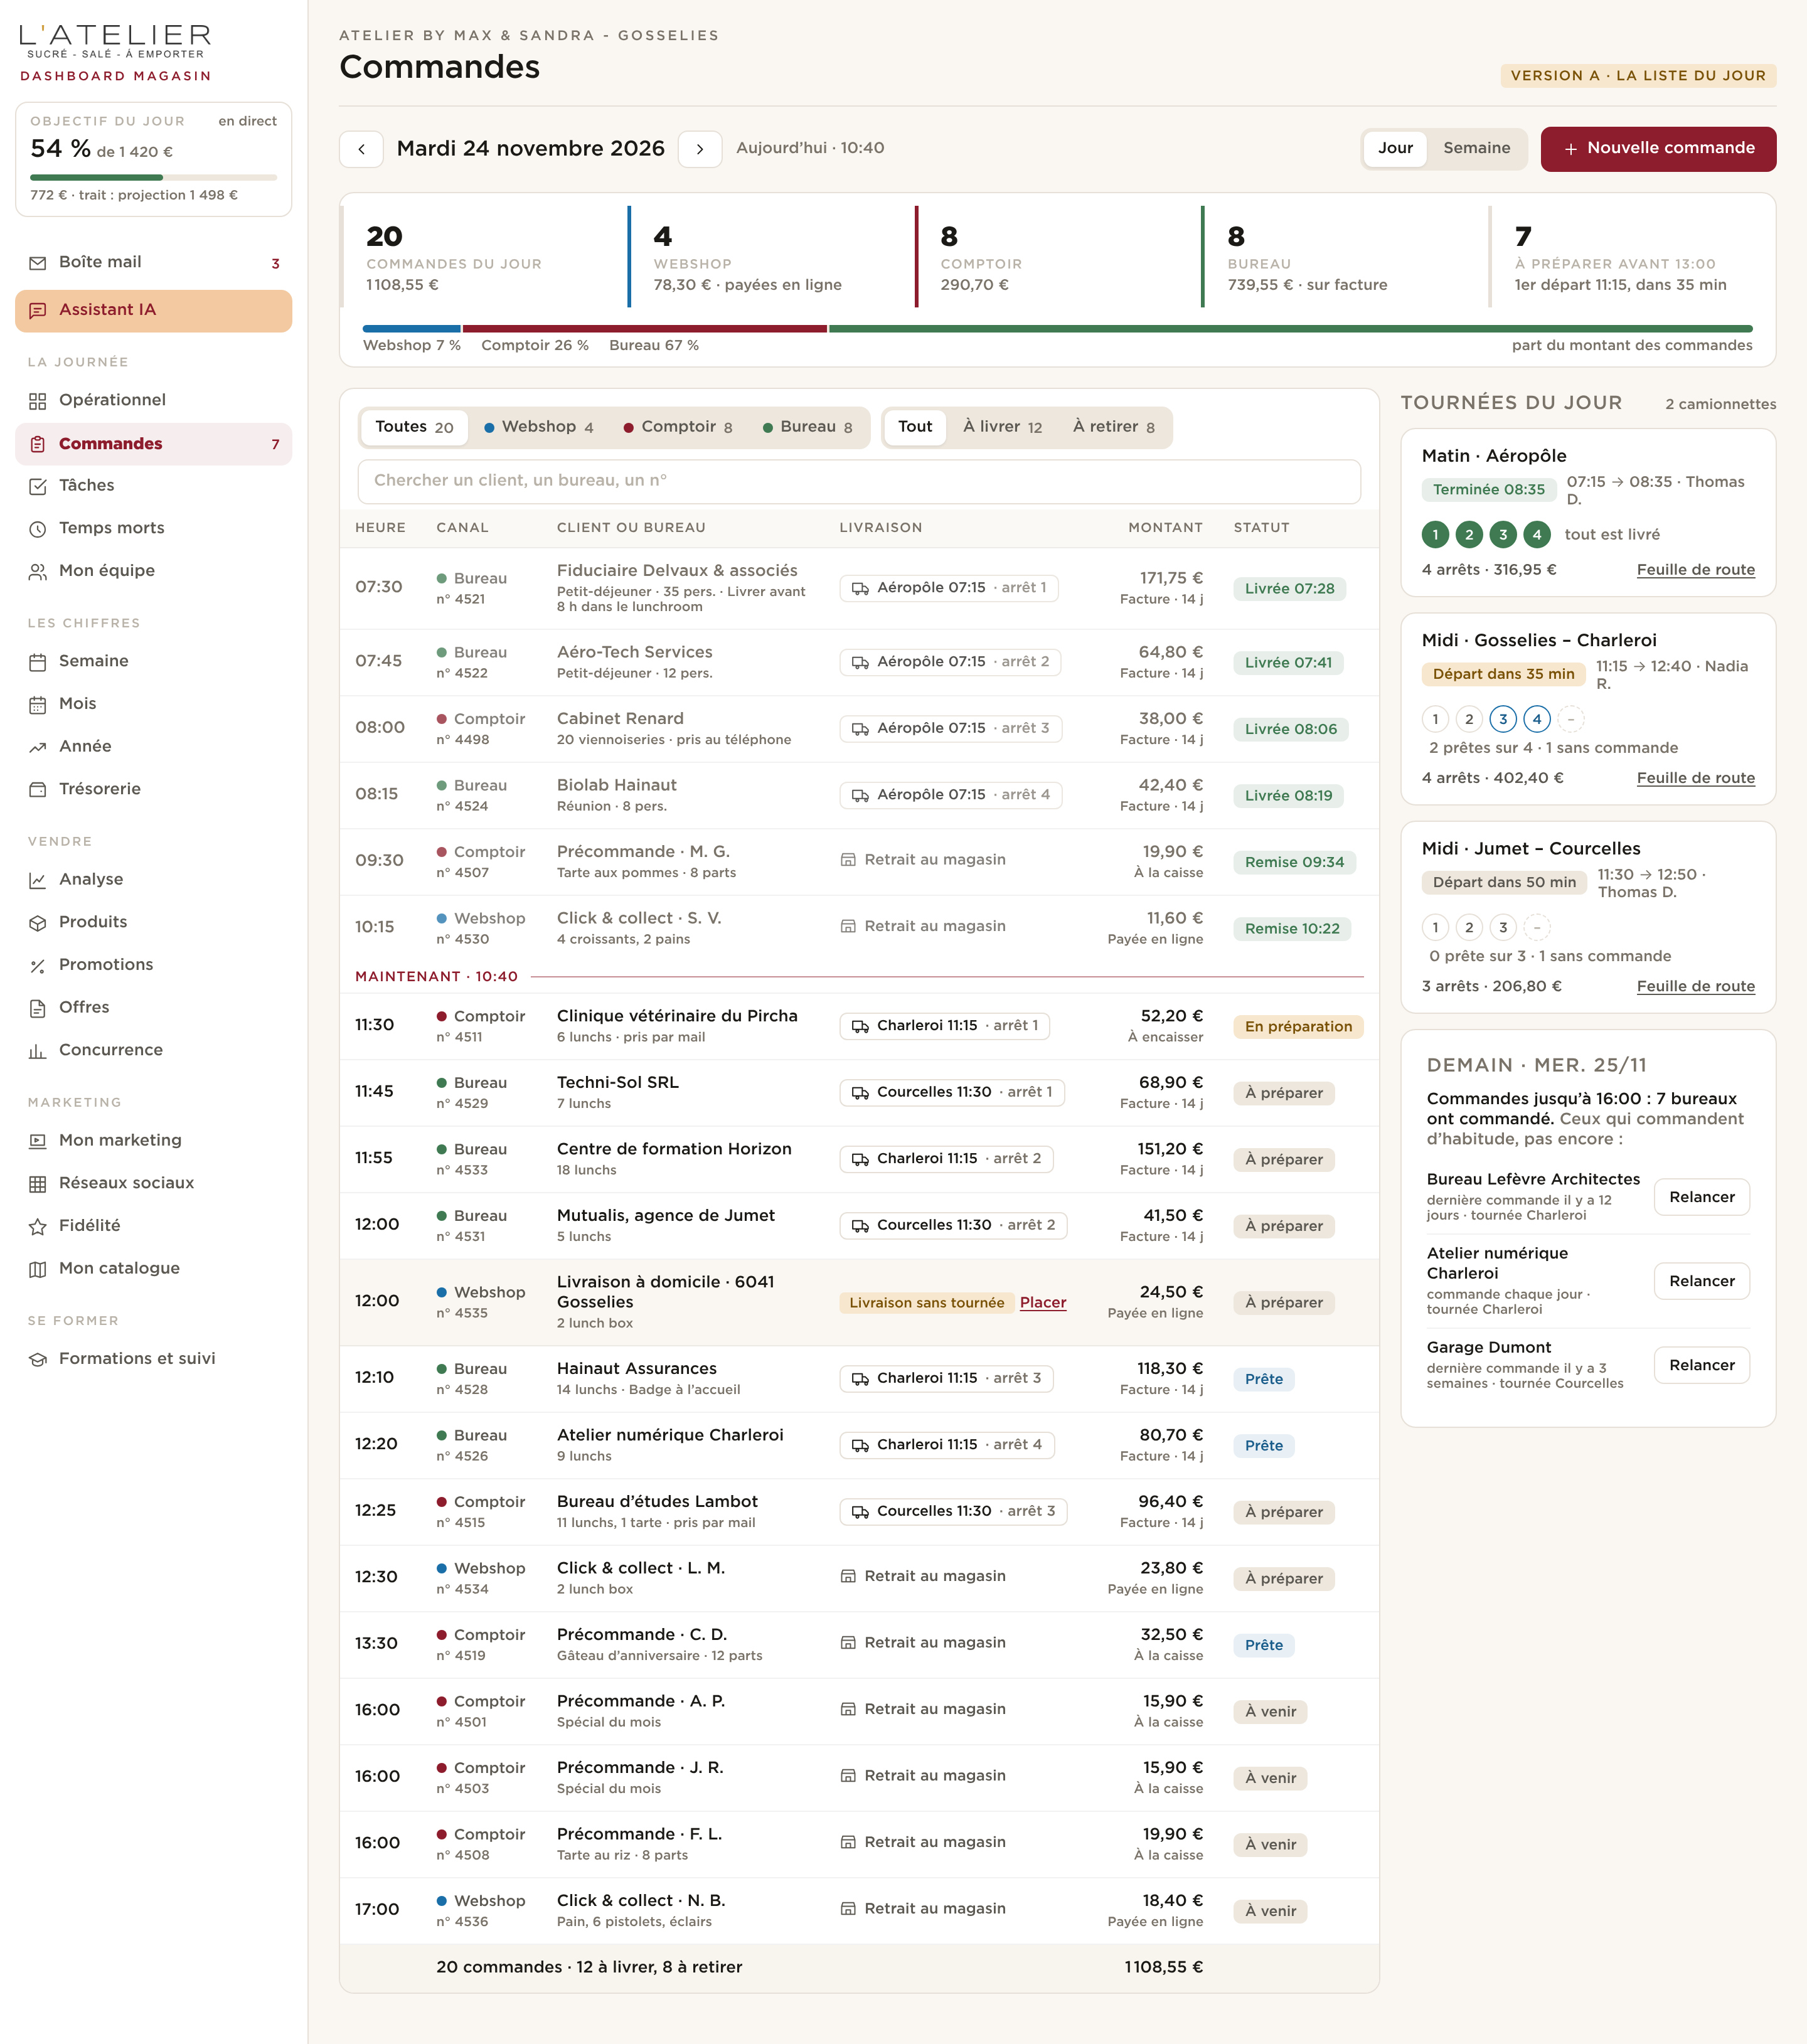 L'ATELIER
SUCRÉ - SALÉ - Á EMPORTER
DASHBOARD MAGASIN
OBJECTIF DU JOUR en direct
54 % de 1 420 €
772 € · trait : projection 1 498 €
Boîte mail 3
Assistant IA
LA JOURNÉE
Opérationnel
Commandes 7
Tâches
Temps morts
Mon équipe
LES CHIFFRES
Semaine
Mois
Année
Trésorerie
VENDRE
Analyse
Produits
Promotions
Offres
Concurrence
MARKETING
Mon marketing
Réseaux sociaux
Fidélité
Mon catalogue
SE FORMER
Formations et suivi
ATELIER BY MAX & SANDRA - GOSSELIES
Commandes
VERSION A · LA LISTE DU JOUR
Mardi 24 novembre 2026
Aujourd’hui · 10:40
Jour Semaine
+ Nouvelle commande
20
COMMANDES DU JOUR
1 108,55 €
4
WEBSHOP
78,30 € · payées en ligne
8
COMPTOIR
290,70 €
8
BUREAU
739,55 € · sur facture
7
À PRÉPARER AVANT 13:00
1er départ 11:15, dans 35 min
Webshop 7 % Comptoir 26 % Bureau 67 % part du montant des commandes
Toutes 20 Webshop 4 Comptoir 8 Bureau 8 Tout À livrer 12 À retirer 8
Chercher un client, un bureau, un n°
HEURE CANAL CLIENT OU BUREAU LIVRAISON MONTANT STATUT
07:30 Bureau n° 4521
Fiduciaire Delvaux & associés
Petit-déjeuner · 35 pers. · Livrer avant
8 h dans le lunchroom
Aéropôle 07:15 · arrêt 1
171,75 €
Facture · 14 j
Livrée 07:28
07:45 Bureau n° 4522
Aéro-Tech Services
Petit-déjeuner · 12 pers.
Aéropôle 07:15 · arrêt 2
64,80 €
Facture · 14 j
Livrée 07:41
08:00 Comptoir n° 4498
Cabinet Renard
20 viennoiseries · pris au téléphone
Aéropôle 07:15 · arrêt 3
38,00 €
Facture · 14 j
Livrée 08:06
08:15 Bureau n° 4524
Biolab Hainaut
Réunion · 8 pers.
Aéropôle 07:15 · arrêt 4
42,40 €
Facture · 14 j
Livrée 08:19
09:30 Comptoir n° 4507
Précommande · M. G.
Tarte aux pommes · 8 parts
Retrait au magasin
19,90 €
À la caisse
Remise 09:34
10:15 Webshop n° 4530
Click & collect · S. V.
4 croissants, 2 pains
Retrait au magasin
11,60 €
Payée en ligne
Remise 10:22
MAINTENANT · 10:40
11:30 Comptoir n° 4511
Clinique vétérinaire du Pircha
6 lunchs · pris par mail
Charleroi 11:15 · arrêt 1
52,20 €
À encaisser
En préparation
11:45 Bureau n° 4529
Techni-Sol SRL
7 lunchs
Courcelles 11:30 · arrêt 1
68,90 €
Facture · 14 j
À préparer
11:55 Bureau n° 4533
Centre de formation Horizon
18 lunchs
Charleroi 11:15 · arrêt 2
151,20 €
Facture · 14 j
À préparer
12:00 Bureau n° 4531
Mutualis, agence de Jumet
5 lunchs
Courcelles 11:30 · arrêt 2
41,50 €
Facture · 14 j
À préparer
12:00 Webshop n° 4535
Livraison à domicile · 6041
Gosselies
2 lunch box
Livraison sans tournée Placer
24,50 €
Payée en ligne
À préparer
12:10 Bureau n° 4528
Hainaut Assurances
14 lunchs · Badge à l’accueil
Charleroi 11:15 · arrêt 3
118,30 €
Facture · 14 j
Prête
12:20 Bureau n° 4526
Atelier numérique Charleroi
9 lunchs
Charleroi 11:15 · arrêt 4
80,70 €
Facture · 14 j
Prête
12:25 Comptoir n° 4515
Bureau d’études Lambot
11 lunchs, 1 tarte · pris par mail
Courcelles 11:30 · arrêt 3
96,40 €
Facture · 14 j
À préparer
12:30 Webshop n° 4534
Click & collect · L. M.
2 lunch box
Retrait au magasin
23,80 €
Payée en ligne
À préparer
13:30 Comptoir n° 4519
Précommande · C. D.
Gâteau d’anniversaire · 12 parts
Retrait au magasin
32,50 €
À la caisse
Prête
16:00 Comptoir n° 4501
Précommande · A. P.
Spécial du mois
Retrait au magasin
15,90 €
À la caisse
À venir
16:00 Comptoir n° 4503
Précommande · J. R.
Spécial du mois
Retrait au magasin
15,90 €
À la caisse
À venir
16:00 Comptoir n° 4508
Précommande · F. L.
Tarte au riz · 8 parts
Retrait au magasin
19,90 €
À la caisse
À venir
17:00 Webshop n° 4536
Click & collect · N. B.
Pain, 6 pistolets, éclairs
Retrait au magasin
18,40 €
Payée en ligne
À venir
20 commandes · 12 à livrer, 8 à retirer 1 108,55 €
TOURNÉES DU JOUR 2 camionnettes
Matin · Aéropôle
Terminée 08:35
07:15 → 08:35 · Thomas
D.
1 2 3 4 tout est livré
4 arrêts · 316,95 € Feuille de route
Midi · Gosselies – Charleroi
Départ dans 35 min
11:15 → 12:40 · Nadia
R.
1 2 3 4 –
2 prêtes sur 4 · 1 sans commande
4 arrêts · 402,40 € Feuille de route
Midi · Jumet – Courcelles
Départ dans 50 min
11:30 → 12:50 ·
Thomas D.
1 2 3 –
0 prête sur 3 · 1 sans commande
3 arrêts · 206,80 € Feuille de route
DEMAIN · MER. 25/11
Commandes jusqu’à 16:00 : 7 bureaux
ont commandé. Ceux qui commandent
d’habitude, pas encore :
Bureau Lefèvre Architectes
dernière commande il y a 12
jours · tournée Charleroi
Relancer
Atelier numérique
Charleroi
commande chaque jour ·
tournée Charleroi
Relancer
Garage Dumont
dernière commande il y a 3
semaines · tournée Courcelles
Relancer